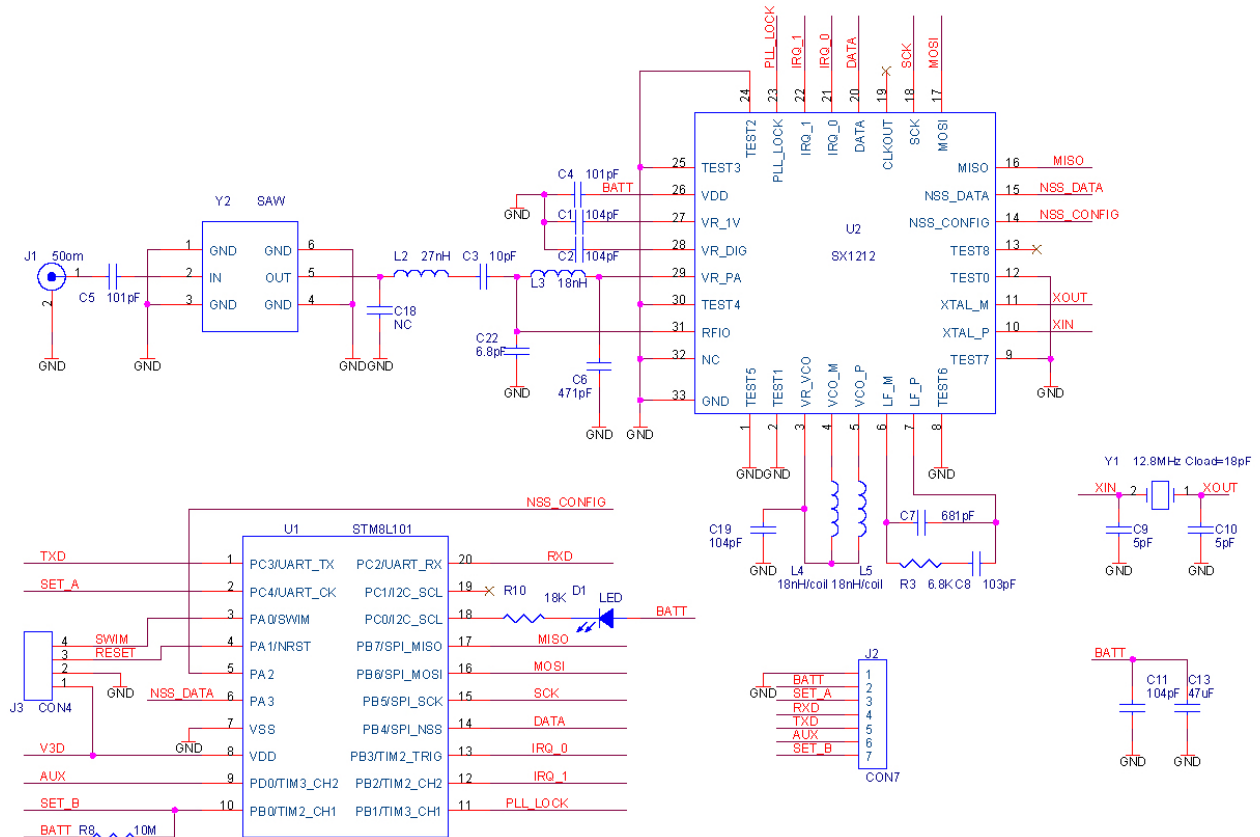 PLL_LOCK
IRQ_1
IRQ_0
DATA
SCK
MOSI
24
23
22
21
20
19
18
17
TEST2
PLL_LOCK
IRQ_1
IRQ_0
DATA
CLKOUT
SCK
MOSI
25 TEST3
MISO 16 MISO
C4 101pF
BATT 26 VDD
NSS_DATA 15 NSS_DATA
GND
C1 104pF 27 VR_1V
NSS_CONFIG 14 NSS_CONFIG
U2
SX1212
C2 104pF 28 VR_DIG
TEST8 13
29 VR_PA
TEST0 12
30 TEST4
XTAL_M 11 XOUT
31 RFIO
XTAL_P 10 XIN
32 NC
TEST7 9
33 GND
GND
GND
TEST5
TEST1
VR_VCO
VCO_M
VCO_P
LF_M
LF_P
TEST6
1
2
3
4
5
6
7
8
GND
GND
GND
Y2 SAW
1 GND
GND 6
2 IN
OUT 5
3 GND
GND 4
J1 50om
1
2
C5 101pF
GND
GND
GND
GND
L2 27nH
C3 10pF
L3 18nH
C18
NC
C22
6.8pF
GND
C6
471pF
GND
C19
104pF
GND
L4
18nH/coil
L5
18nH/coil
C7 681pF
R3 6.8K
C8 103pF
Y1 12.8MHz Cload=18pF
XIN 2 1 XOUT
C9
5pF
C10
5pF
GND
GND
NSS_CONFIG
U1 STM8L101
TXD 1 PC3/UART_TX
PC2/UART_RX 20 RXD
SET_A 2 PC4/UART_CK
PC1/I2C_SCL 19
3 PA0/SWIM
PC0/I2C_SCL 18
R10 18K
D1 LED
BATT
4 PA1/NRST
PB7/SPI_MISO 17 MISO
5 PA2
PB6/SPI_MOSI 16 MOSI
NSS_DATA 6 PA3
PB5/SPI_SCK 15 SCK
7 VSS
GND
PB4/SPI_NSS 14 DATA
V3D 8 VDD
PB3/TIM2_TRIG 13 IRQ_0
AUX 9 PD0/TIM3_CH2
PB2/TIM2_CH2 12 IRQ_1
SET_B 10 PB0/TIM2_CH1
PB1/TIM3_CH1 11 PLL_LOCK
BATT R8 10M
4 SWIM
3 RESET
2
GND
1
J3 CON4
J2
GND 1
BATT 2
SET_A 3
RXD 4
TXD 5
AUX 6
SET_B 7
CON7
BATT
C11
104pF
C13
47uF
GND
GND